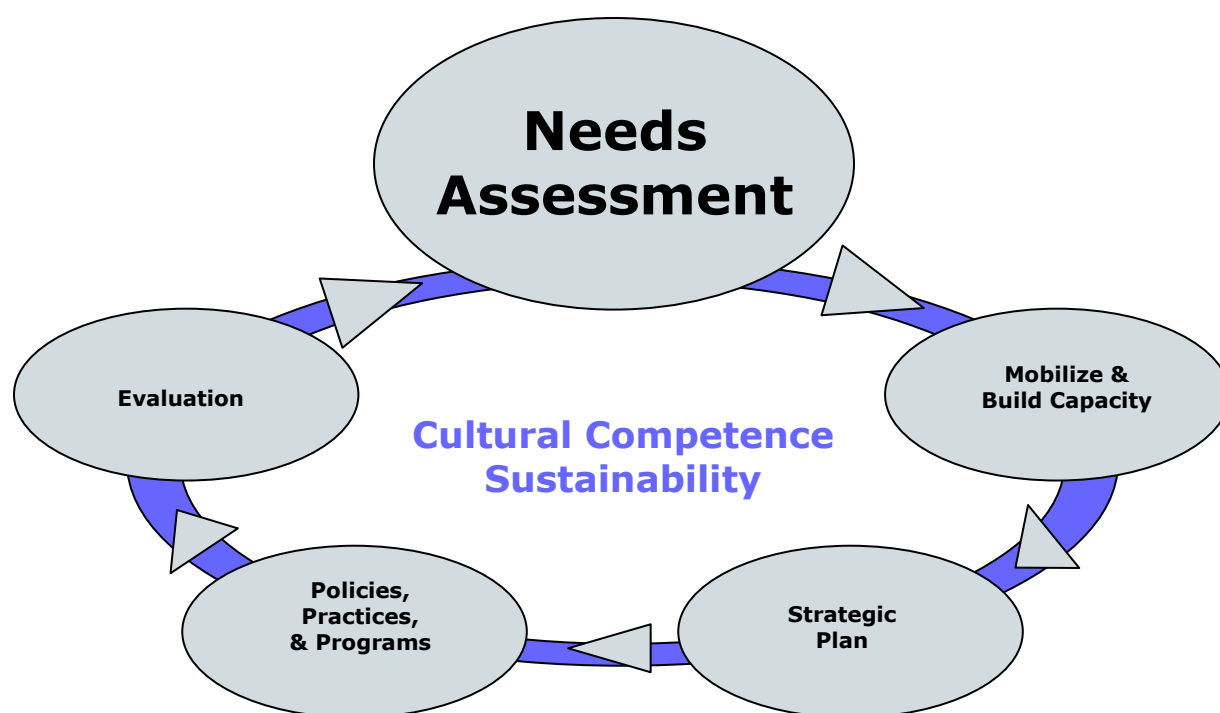 Needs
Assessment
Mobilize &
Build Capacity
Evaluation
Cultural Competence
Sustainability
Policies,
Practices,
& Programs
Strategic
Plan